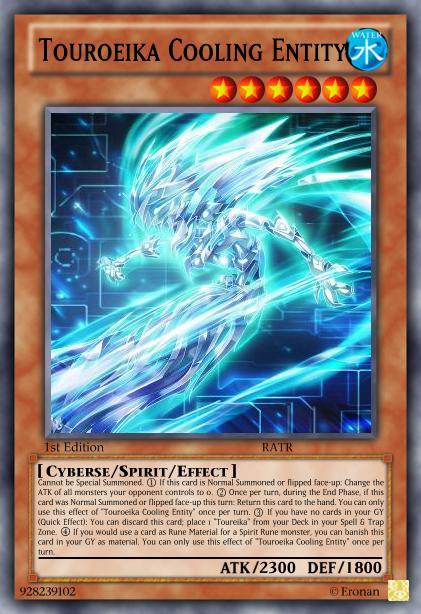 Touroeika Cooling Entity
WATER
水
1st Edition
RATR
[ Cyberse/Spirit/Effect ]
Cannot be Special Summoned. ① If this card is Normal Summoned or flipped face-up: Change the
ATK of all monsters your opponent controls to 0. ② Once per turn, during the End Phase, if this
card was Normal Summoned or flipped face-up this turn: Return this card to the hand. You can only
use this effect of "Touroeika Cooling Entity" once per turn. ③ If you have no cards in your GY
(Quick Effect): You can discard this card; place 1 "Toureika" from your Deck in your Spell & Trap
Zone. ④ If you would use a card as Rune Material for a Spirit Rune monster, you can banish this
card in your GY as material. You can only use this effect of "Touroeika Cooling Entity" once per
turn.
ATK/2300 DEF/1800
928239102
© Eronan